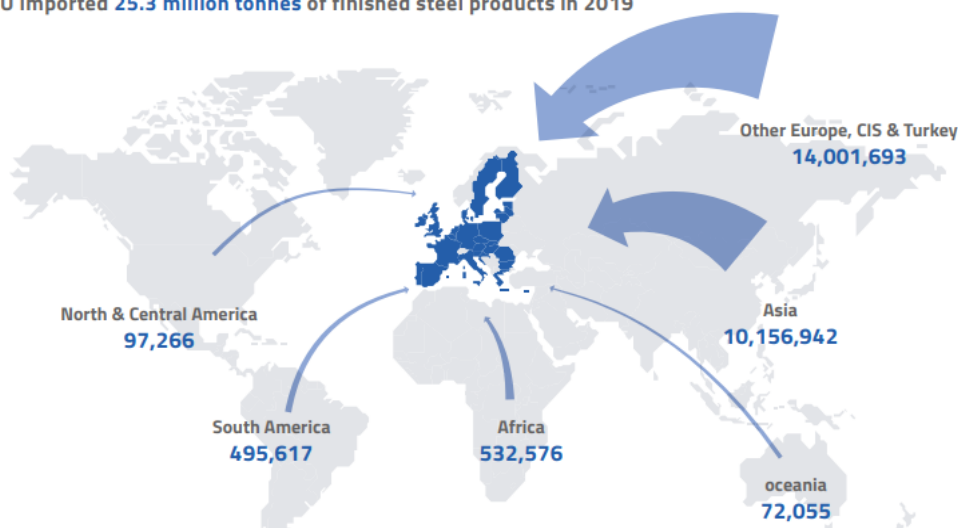 U imported 25.3 million tonnes of finished steel products in 2019
Other Europe, CIS & Turkey
14,001,693
Asia
10,156,942
North & Central America
97,266
South America
495,617
Africa
532,576
oceania
72,055